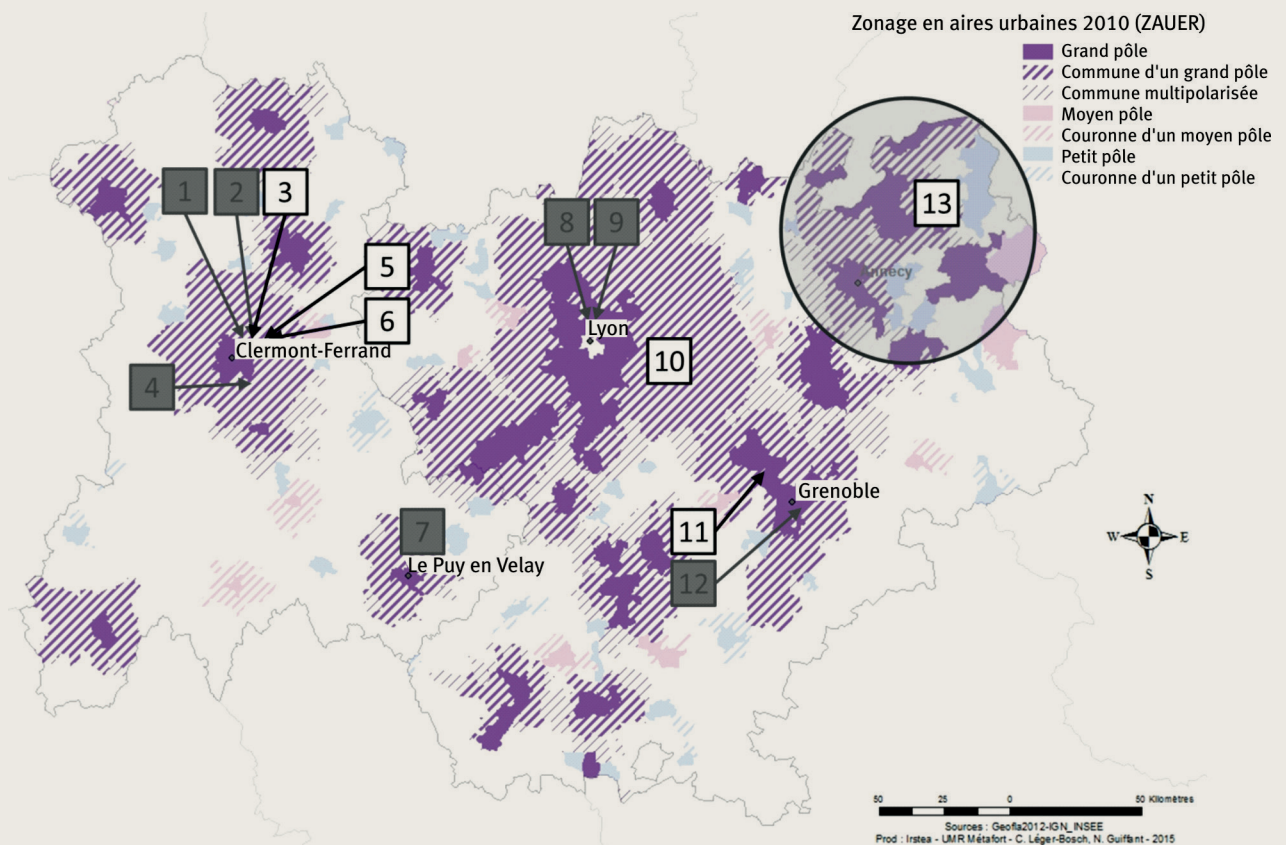 Zonage en aires urbaines 2010 (ZAUER)
Grand pôle
Commune d'un grand pôle
Commune multipolarisée
Moyen pôle
Couronne d'un moyen pôle
Petit pôle
Couronne d'un petit pôle
1
2
3
13
8
9
5
Annecy
6
Lyon
Clermont-Ferrand
10
4
Grenoble
N
11
7
W
E
Le Puy en Velay
S
12
50
25
0
50 Kilomètres
Sources : Geofla2012-IGN_INSEE
Prod : Irstea - UMR Métafort - C. Léger-Bosch, N. Guiffant - 2015